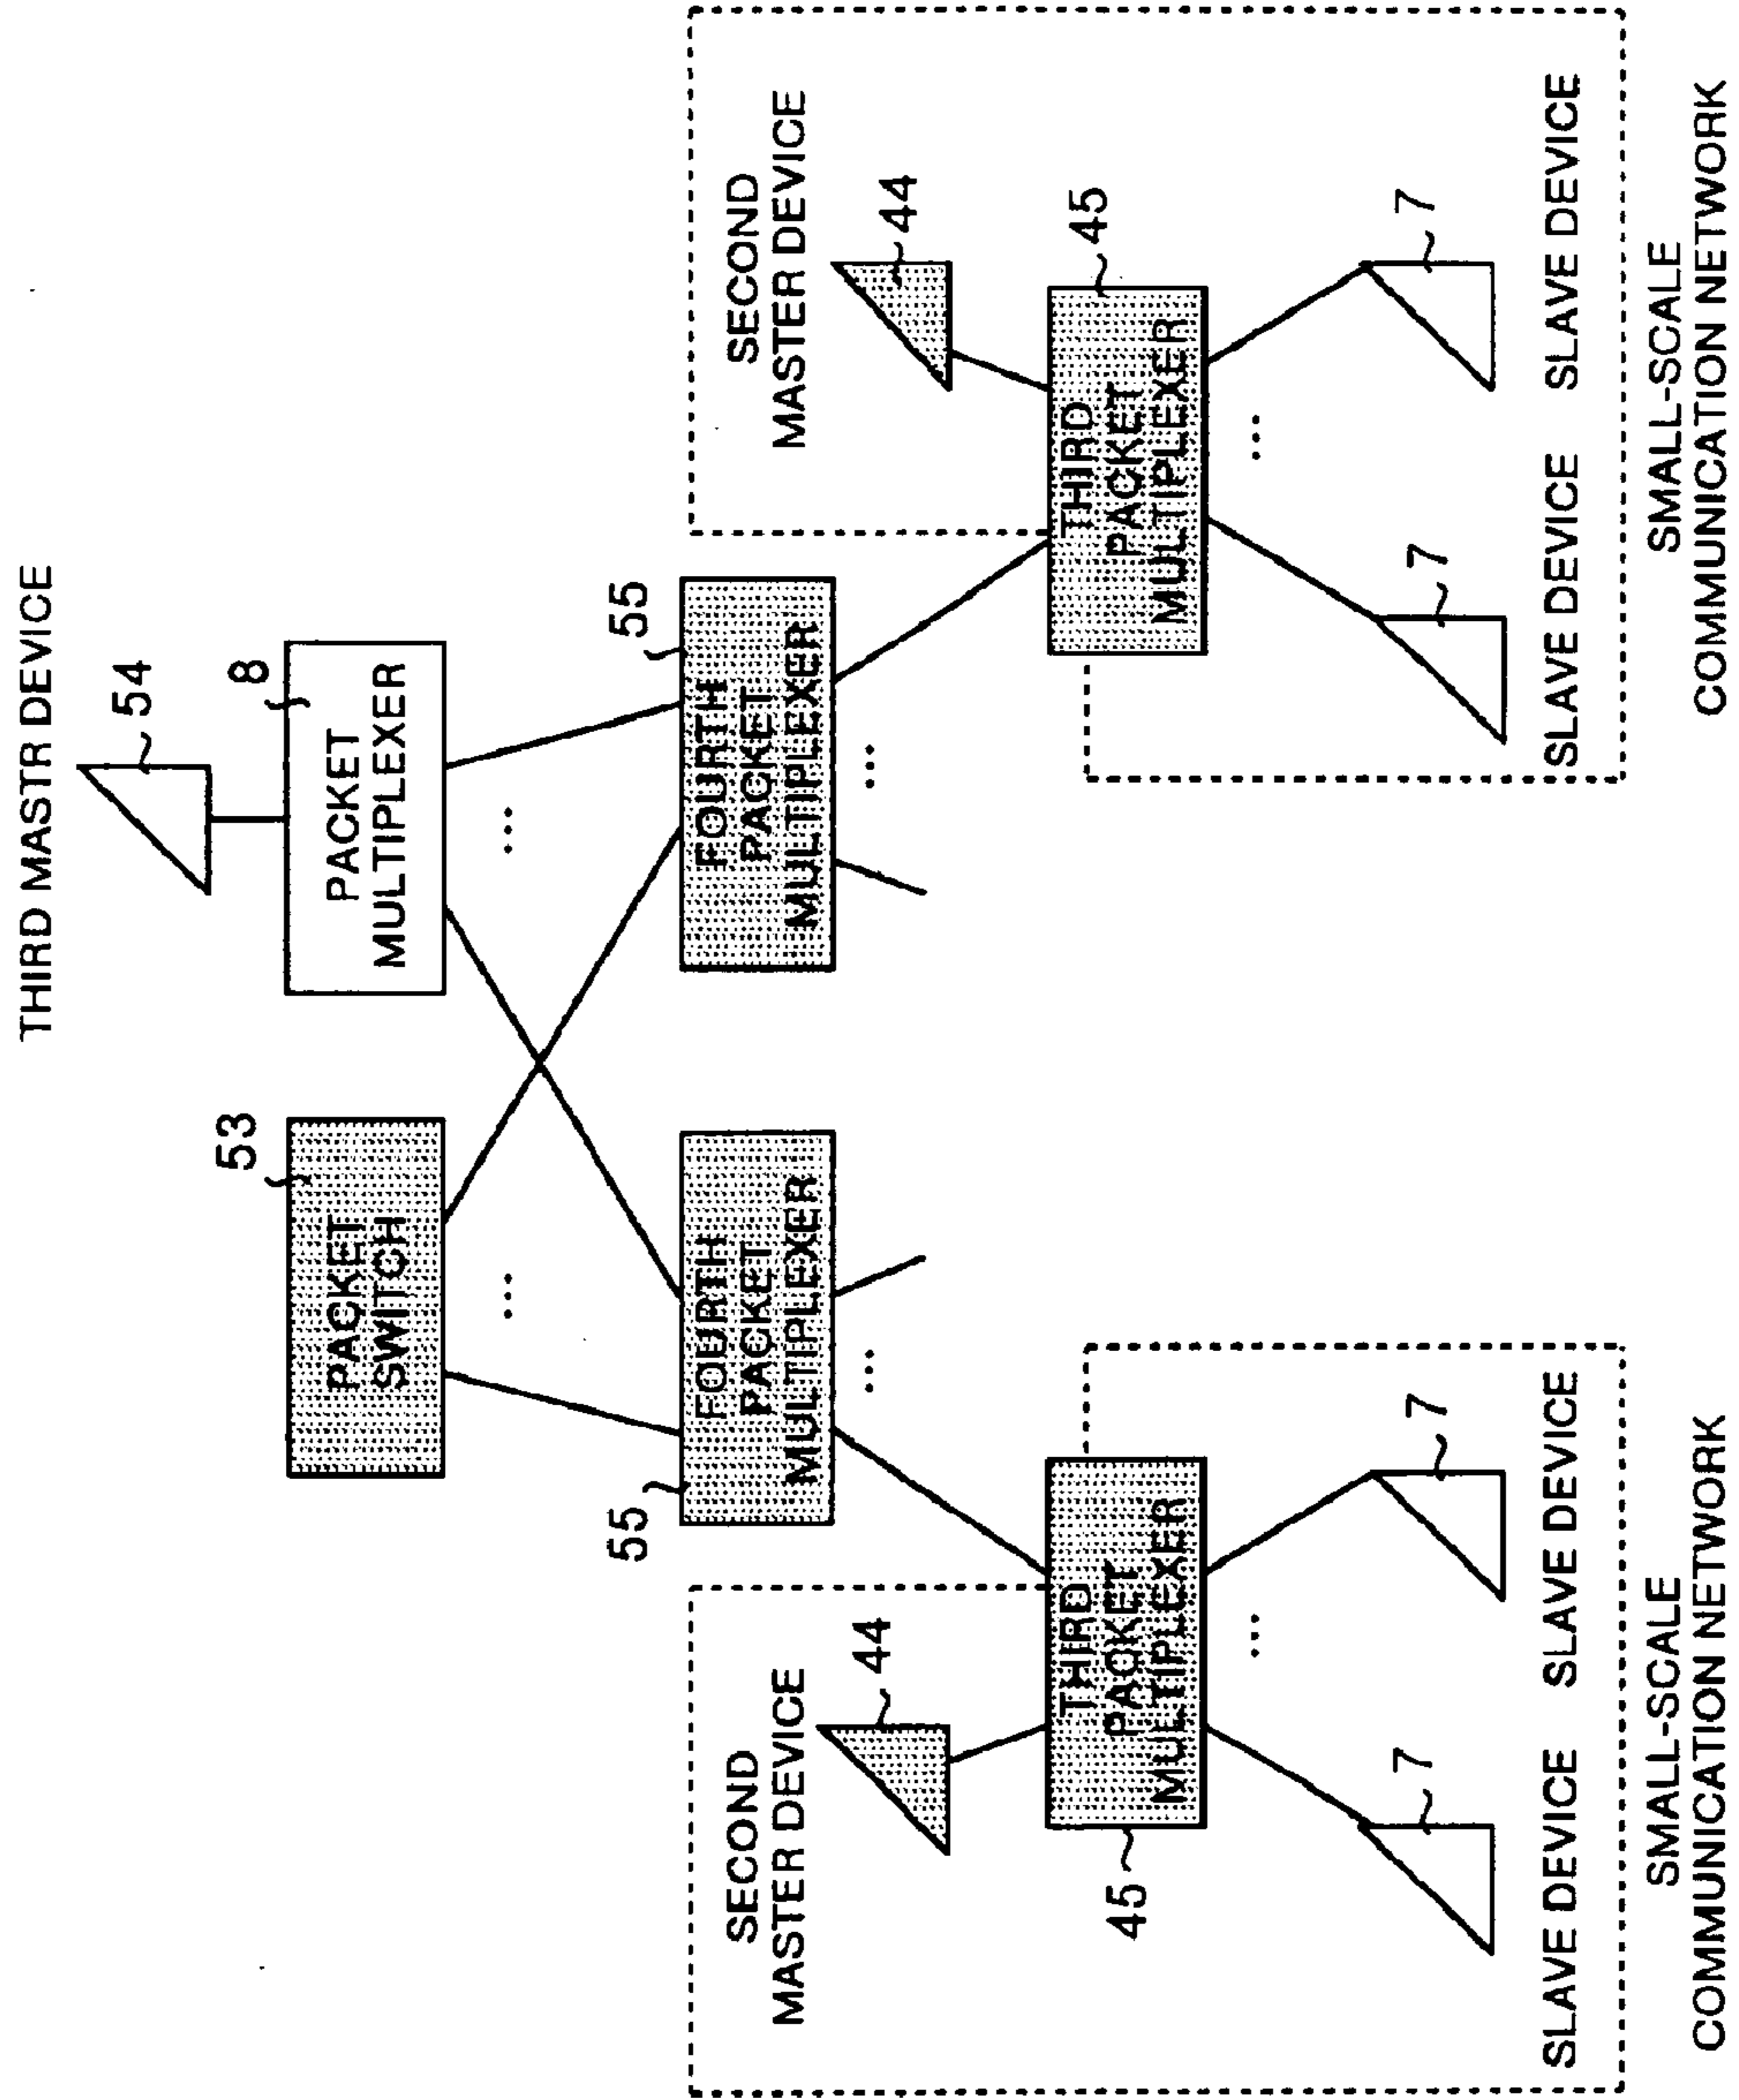 THIRD MASTR DEVICE
54
8
PACKET
MULTIPLEXER
53
PACKET
SWITCH
...
...
55
FOURTH
PACKET
MULTIPLEXER
55
FOURTH
PACKET
MULTIPLEXER
...
...
SECOND
MASTER DEVICE
44
45
THIRD
PACKET
MULTIPLEXER
...
7
7
SLAVE DEVICE
SLAVE DEVICE
SMALL-SCALE
COMMUNICATION NETWORK
SECOND
MASTER DEVICE
44
45
THIRD
PACKET
MULTIPLEXER
...
7
7
SLAVE DEVICE
SLAVE DEVICE
SMALL-SCALE
COMMUNICATION NETWORK